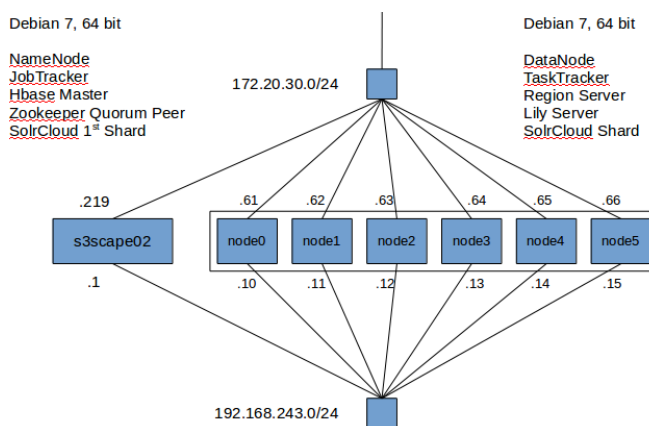 Debian 7, 64 bit
NameNode
JobTracker
Hbase Master
Zookeeper Quorum Peer
SolrCloud 1st Shard
Debian 7, 64 bit
DataNode
TaskTracker
Region Server
Lily Server
SolrCloud Shard
172.20.30.0/24
.219
.61
.62
.63
.64
.65
.66
s3scape02
node0
node1
node2
node3
node4
node5
.1
.10
.11
.12
.13
.14
.15
192.168.243.0/24